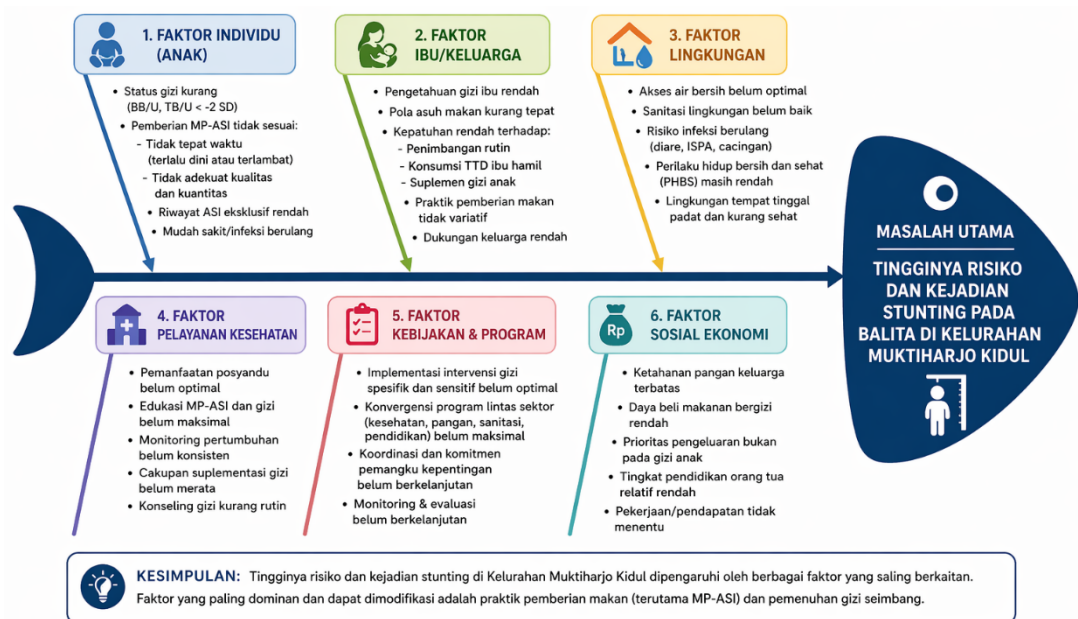 1. FAKTOR INDIVIDU
(ANAK)
• Status gizi kurang
(BB/U, TB/U < -2 SD)
• Pemberian MP-ASI tidak sesuai:
- Tidak tepat waktu
(terlalu dini atau terlambat)
- Tidak adekuat kualitas
dan kuantitas
• Riwayat ASI eksklusif rendah
• Mudah sakit/infeksi berulang
2. FAKTOR
IBU/KELUARGA
• Pengetahuan gizi ibu rendah
• Pola asuh makan kurang tepat
• Kepatuhan rendah terhadap:
- Penimbangan rutin
- Konsumsi TTD ibu hamil
- Suplemen gizi anak
• Praktik pemberian makan
tidak variatif
• Dukungan keluarga rendah
3. FAKTOR
LINGKUNGAN
• Akses air bersih belum optimal
• Sanitasi lingkungan belum baik
• Risiko infeksi berulang
(diare, ISPA, cacingan)
• Perilaku hidup bersih dan sehat
(PHBS) masih rendah
• Lingkungan tempat tinggal
padat dan kurang sehat
MASALAH UTAMA
TINGGINYA RISIKO
DAN KEJADIAN
STUNTING PADA
BALITA DI KELURAHAN
MUKTIHARJO KIDUL
4. FAKTOR
PELAYANAN KESEHATAN
• Pemanfaatan posyandu
belum optimal
• Edukasi MP-ASI dan gizi
belum maksimal
• Monitoring pertumbuhan
belum konsisten
• Cakupan suplementasi gizi
belum merata
• Konseling gizi kurang rutin
5. FAKTOR
KEBIJAKAN & PROGRAM
• Implementasi intervensi gizi
spesifik dan sensitif belum optimal
• Konvergensi program lintas sektor
(kesehatan, pangan, sanitasi,
pendidikan) belum maksimal
• Koordinasi dan komitmen
pemangku kepentingan
belum berkelanjutan
• Monitoring & evaluasi
belum berkelanjutan
Rp
6. FAKTOR
SOSIAL EKONOMI
• Ketahanan pangan keluarga
terbatas
• Daya beli makanan bergizi
rendah
• Prioritas pengeluaran bukan
pada gizi anak
• Tingkat pendidikan orang tua
relatif rendah
• Pekerjaan/pendapatan tidak
menentu
KESIMPULAN: Tingginya risiko dan kejadian stunting di Kelurahan Muktiharjo Kidul dipengaruhi oleh berbagai faktor yang saling berkaitan.
Faktor yang paling dominan dan dapat dimodifikasi adalah praktik pemberian makan (terutama MP-ASI) dan pemenuhan gizi seimbang.